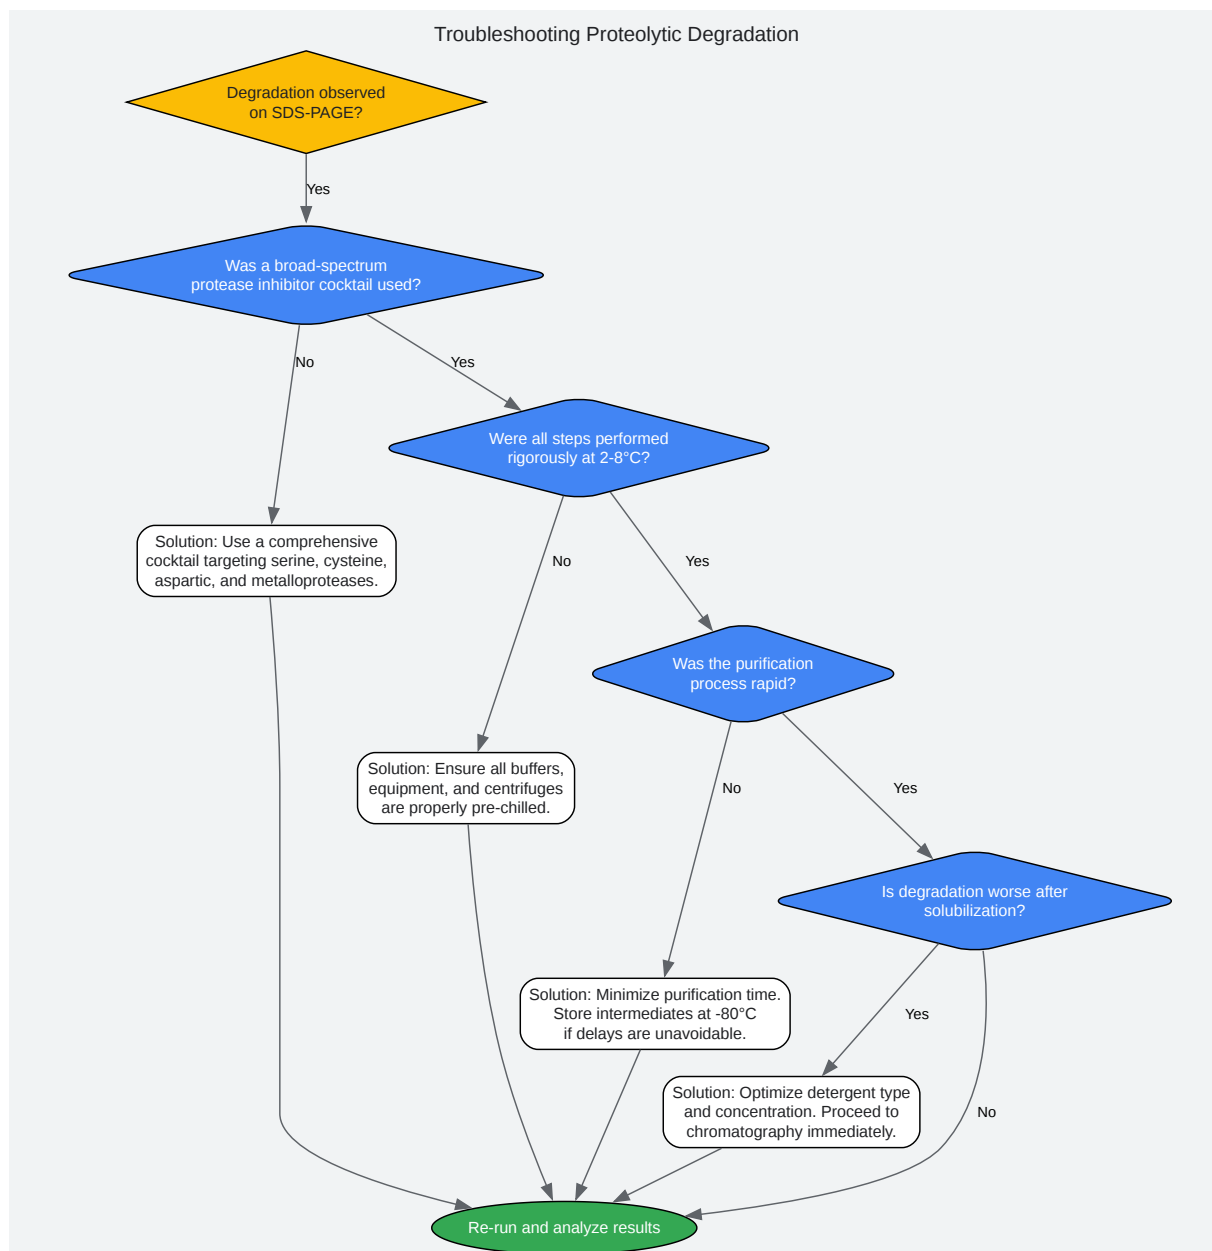 Troubleshooting Proteolytic Degradation
Degradation observed
on SDS-PAGE?
Yes
Was a broad-spectrum
protease inhibitor cocktail used?
No
Yes
Were all steps performed
rigorously at 2-8°C?
Solution: Use a comprehensive
cocktail targeting serine, cysteine,
aspartic, and metalloproteases.
No
Yes
Was the purification
process rapid?
Solution: Ensure all buffers,
equipment, and centrifuges
are properly pre-chilled.
No
Yes
Is degradation worse after
solubilization?
Solution: Minimize purification time.
Store intermediates at -80°C
if delays are unavoidable.
Yes
Solution: Optimize detergent type
and concentration. Proceed to
chromatography immediately.
No
Re-run and analyze results